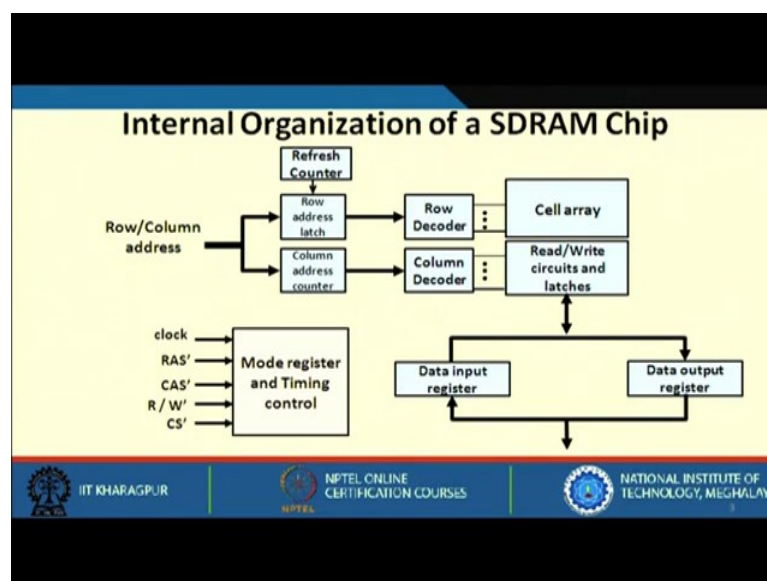 Internal Organization of a SDRAM Chip
Refresh
Counter
Row/Column
address
Row
address
latch
Row
Decoder
Cell array
Column
address
counter
Column
Decoder
Read/Write
circuits and
latches
clock
RAS'
CAS'
R / W'
CS'
Mode register
and Timing
control
Data input
register
Data output
register
IIT KHARAGPUR
NPTEL
NPTEL ONLINE
CERTIFICATION COURSES
NATIONAL INSTITUTE OF
TECHNOLOGY, MEGHALAY
3